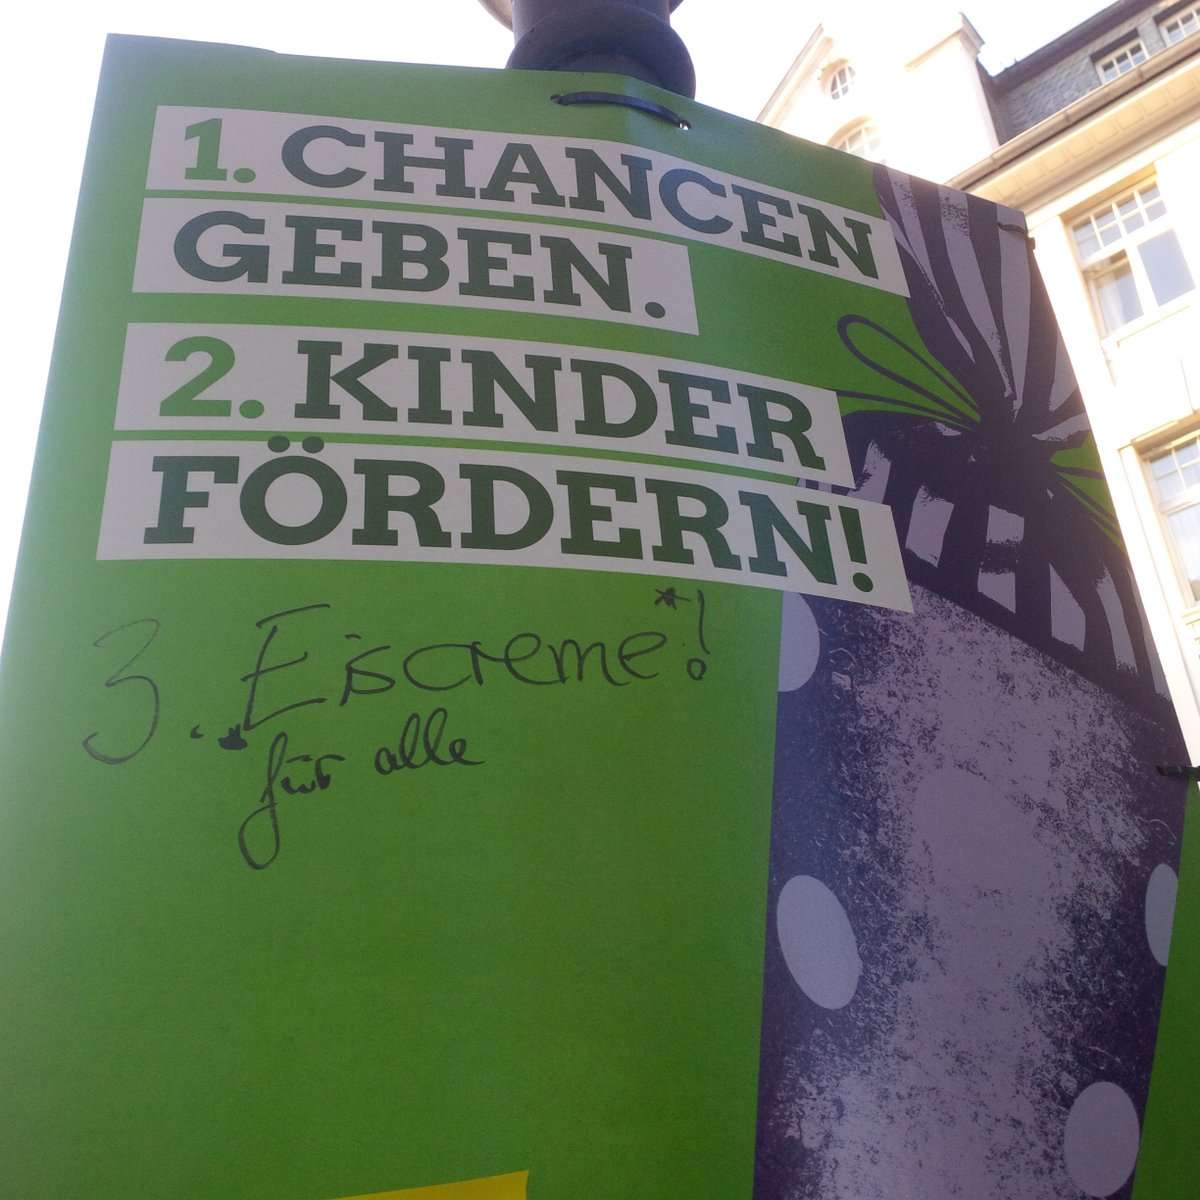 1. CHANCEN
GEBEN.
2. KINDER
FÖRDERN!
3. Eiscreme*!
für alle